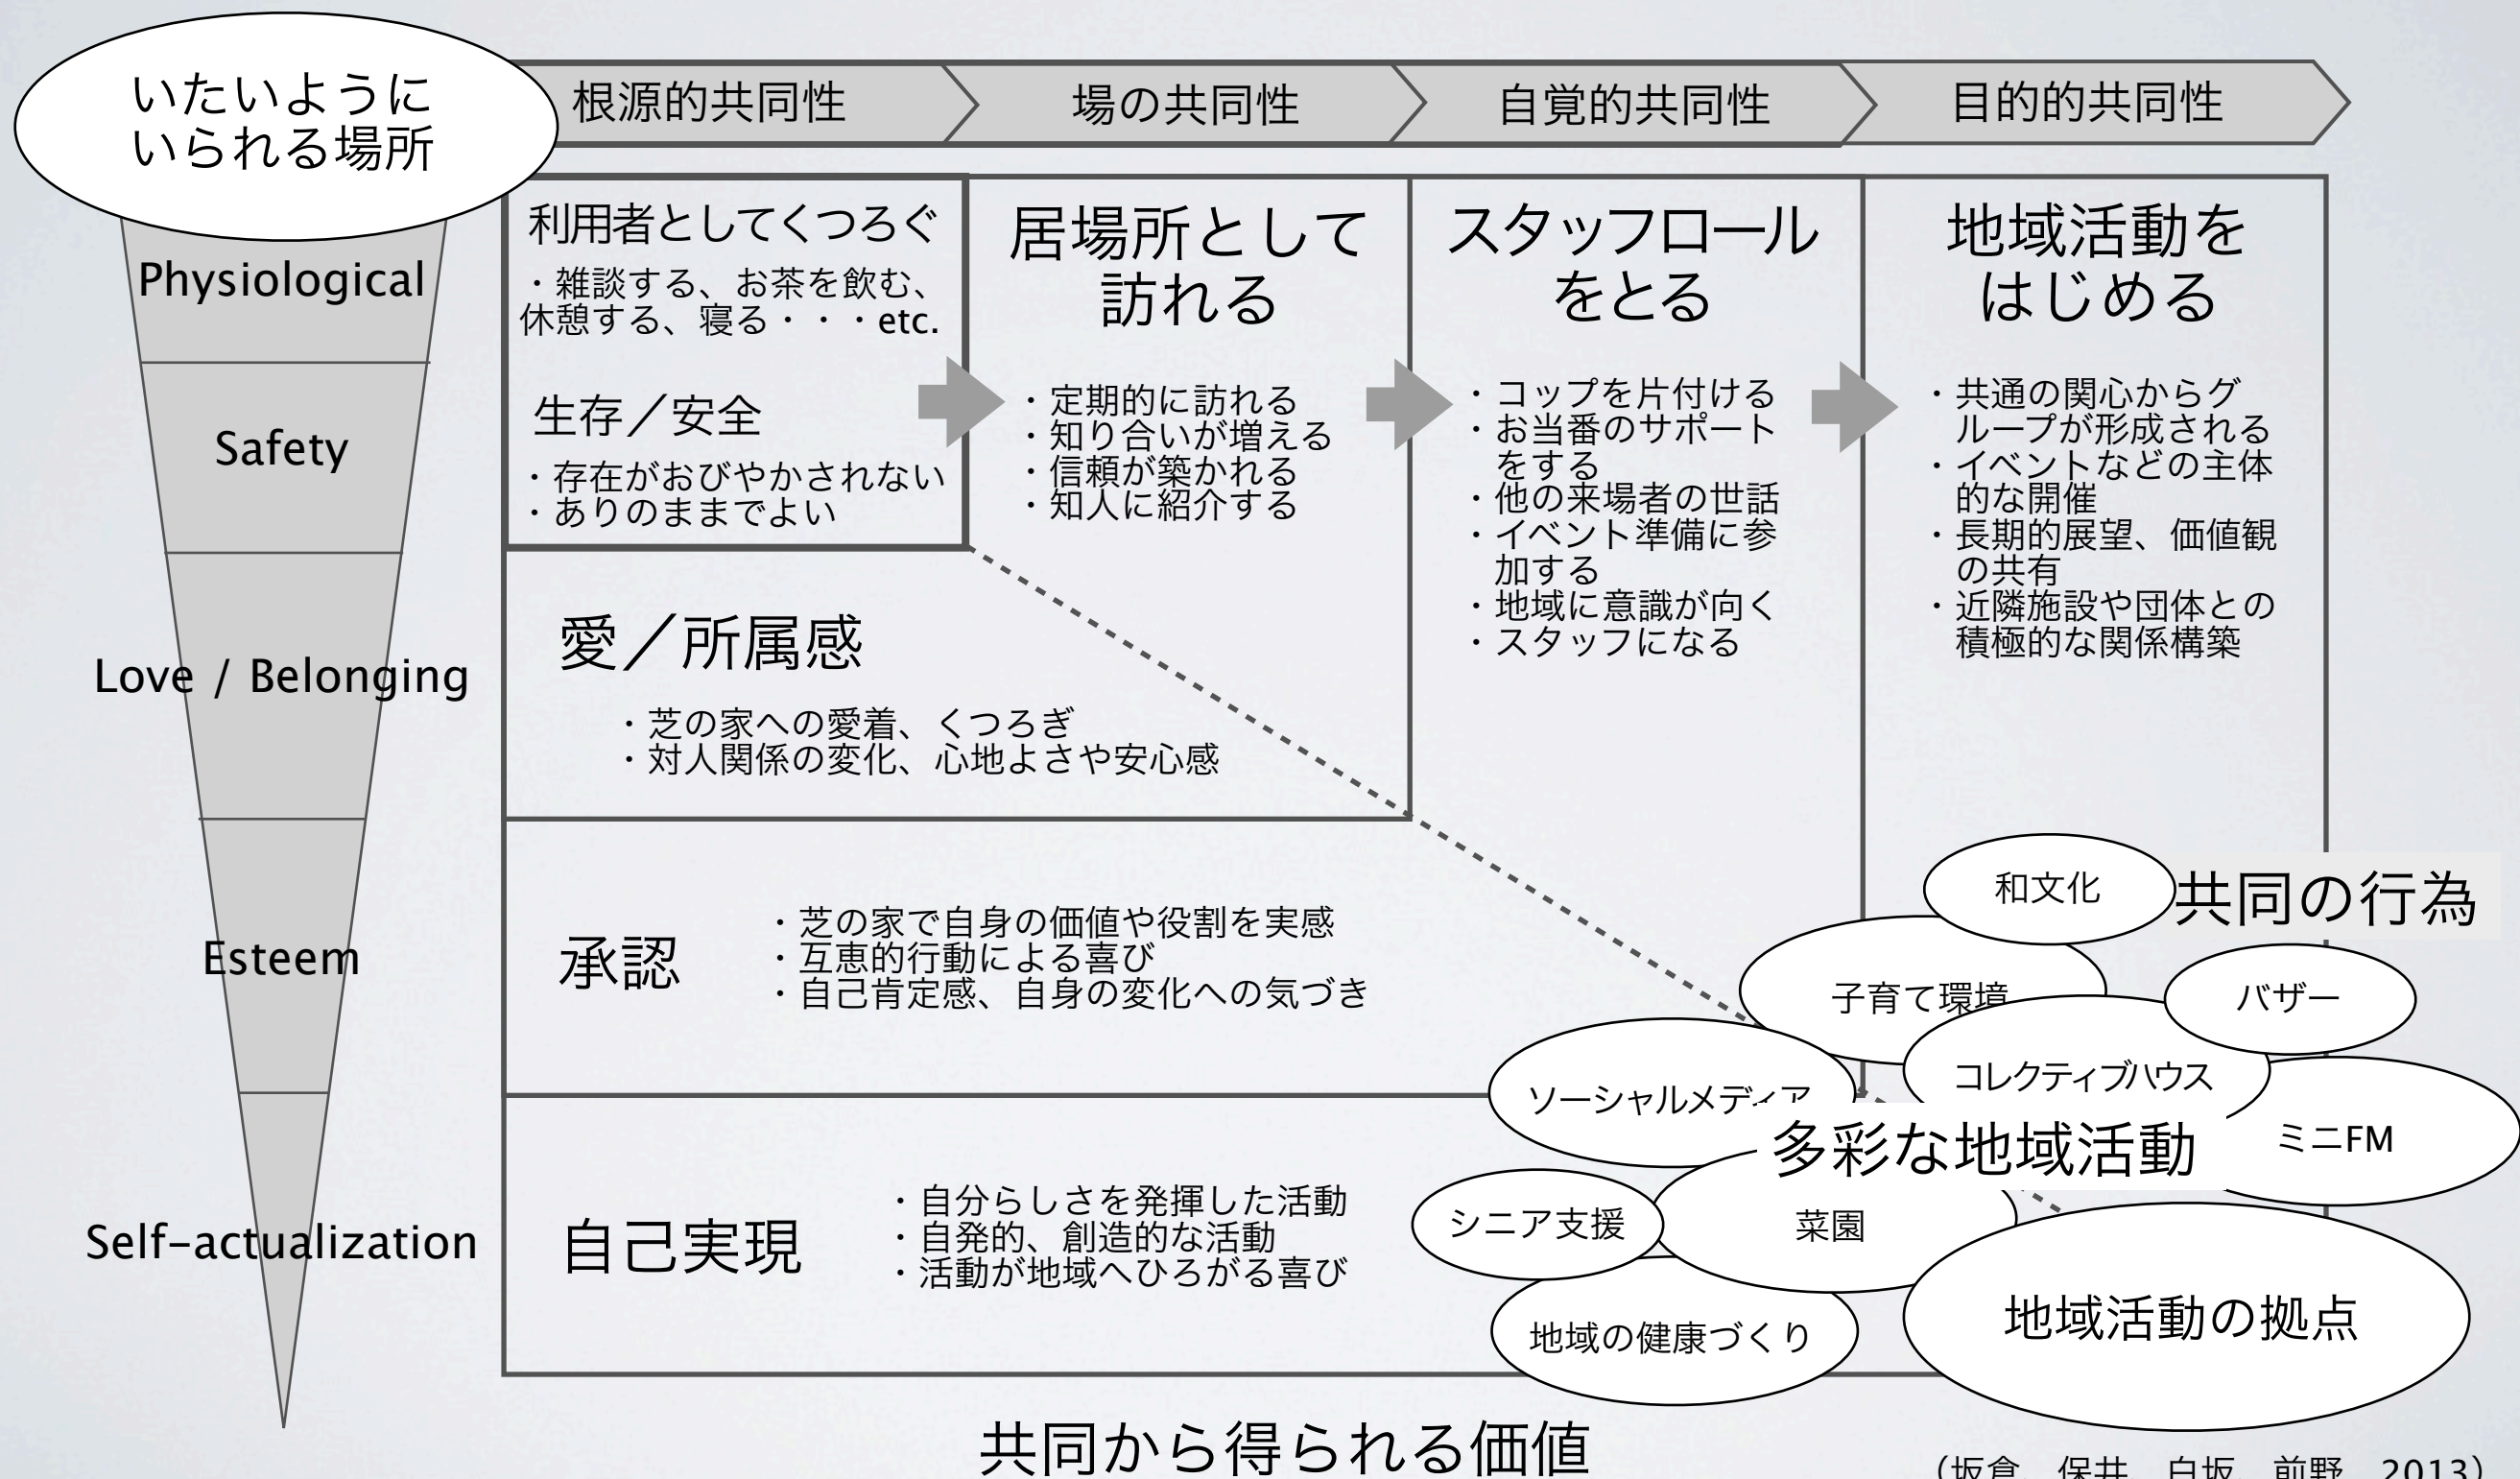 いたいように
いられる場所
根源的共同性
場の共同性
自覚的共同性
目的的共同性
Physiological
Safety
Love / Belonging
Esteem
Self-actualization
利用者としてくつろぐ
・雑談する、お茶を飲む、
休憩する、寝る・・・etc.
生存／安全
・存在がおびやかされない
・ありのままでよい
居場所として
訪れる
・定期的に訪れる
・知り合いが増える
・信頼が築かれる
・知人に紹介する
スタッフロール
をとる
・コップを片付ける
・お当番のサポート
をする
・他の来場者の世話
・イベント準備に参
加する
・地域に意識が向く
・スタッフになる
地域活動を
はじめる
・共通の関心からグ
ループが形成される
・イベントなどの主体
的な開催
・長期的展望、価値観
の共有
・近隣施設や団体との
積極的な関係構築
愛／所属感
・芝の家への愛着、くつろぎ
・対人関係の変化、心地よさや安心感
承認
・芝の家で自身の価値や役割を実感
・互恵的行動による喜び
・自己肯定感、自身の変化への気づき
自己実現
・自分らしさを発揮した活動
・自発的、創造的な活動
・活動が地域へひろがる喜び
和文化
共同の行為
子育て環境
バザー
コレクティブハウス
ソーシャルメディア
多彩な地域活動
ミニFM
シニア支援
菜園
地域の健康づくり
地域活動の拠点
共同から得られる価値
（坂倉、保井、白坂、前野、2013）